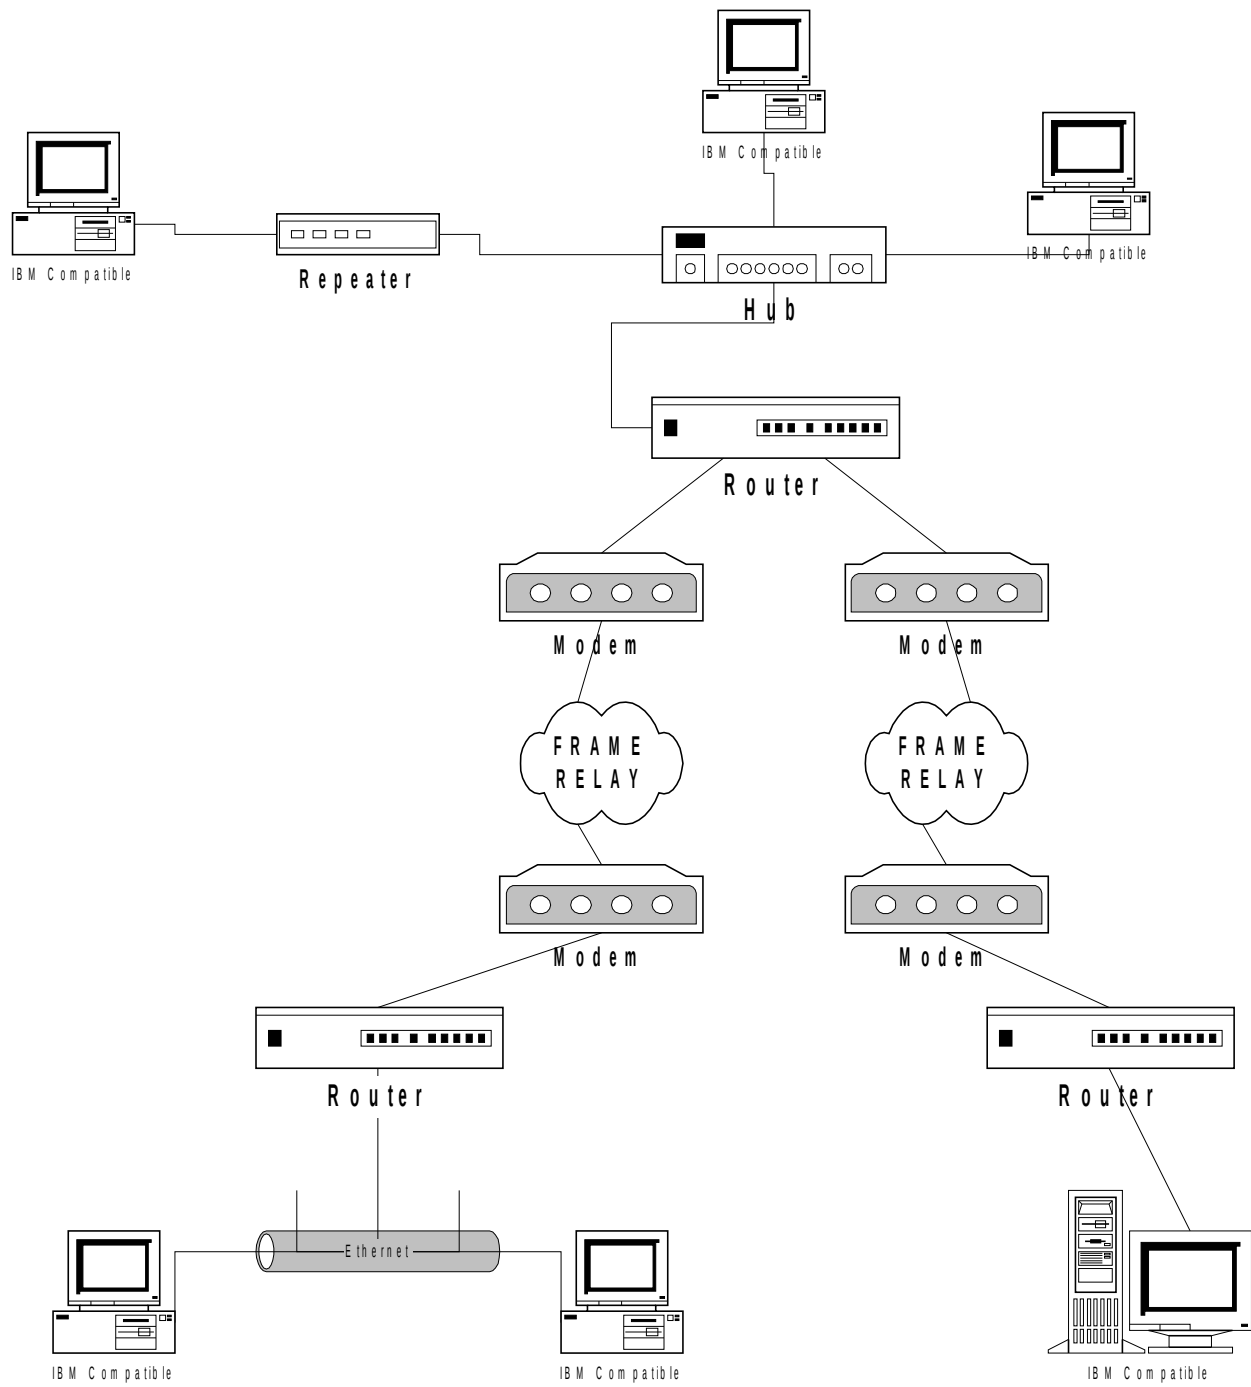 IBM Compatible
IBM Compatible
IBM Compatible
Repeater
Hub
Router
Modem
Modem
FRAME
RELAY
FRAME
RELAY
Modem
Modem
Router
Router
Ethernet
IBM Compatible
IBM Compatible
IBM Compatible